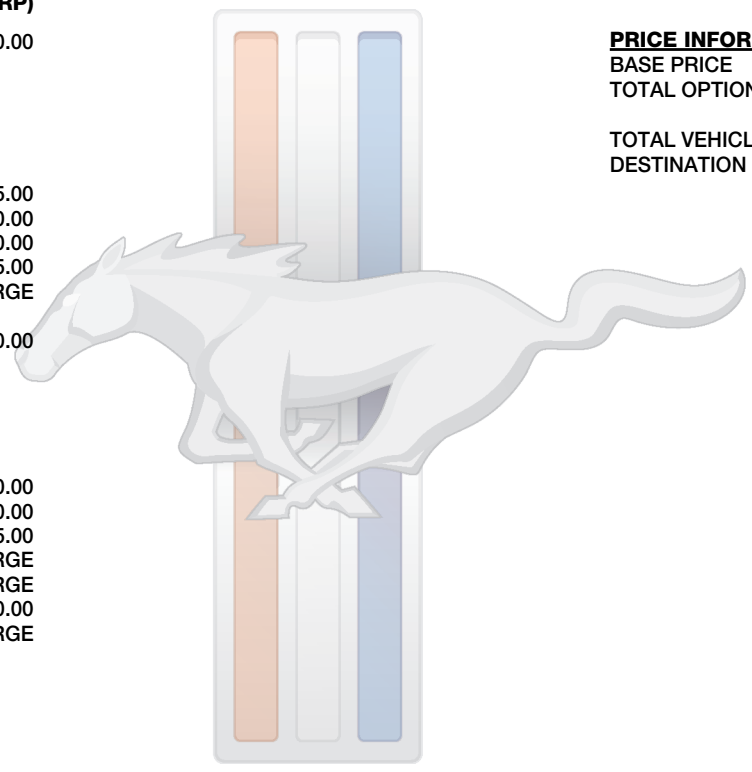 RP)
0.00
5.00
0.00
0.00
5.00
RGE
0.00
0.00
0.00
5.00
RGE
RGE
0.00
RGE
PRICE INFOR
BASE PRICE
TOTAL OPTION
TOTAL VEHICL
DESTINATION